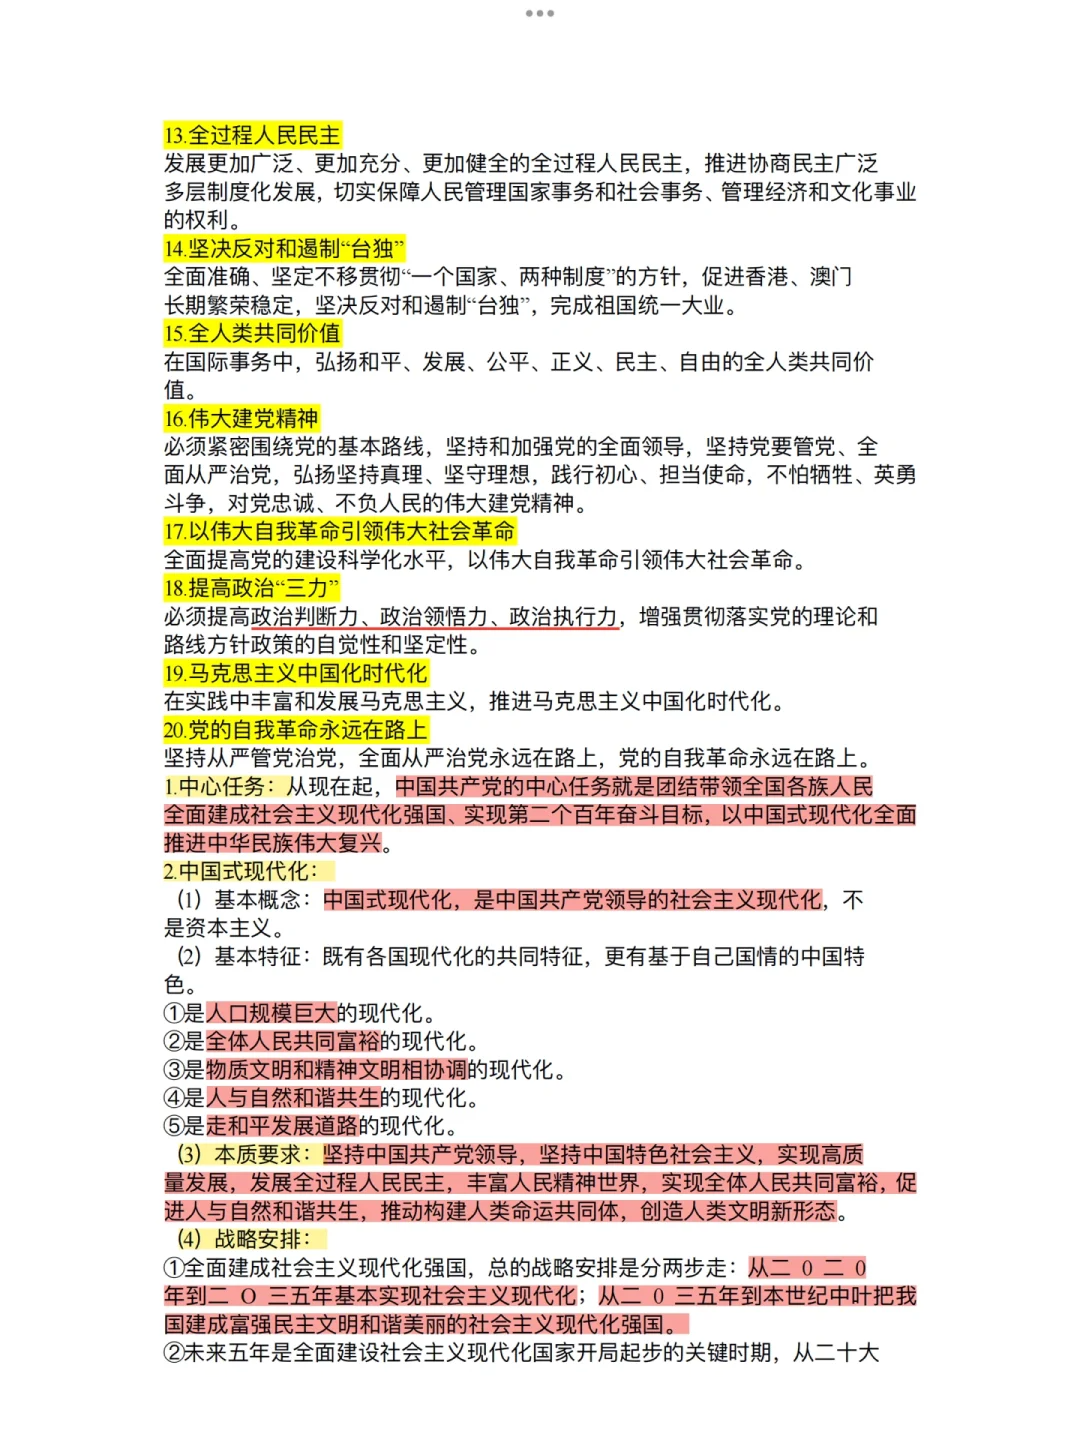 13.全过程人民民主
发展更加广泛、更加充分、更加健全的全过程人民民主，推进协商民主广泛
多层制度化发展，切实保障人民管理国家事务和社会事务、管理经济和文化事业
的权利。
14.坚决反对和遏制“台独”
全面准确、坚定不移贯彻“一个国家、两种制度”的方针，促进香港、澳门
长期繁荣稳定，坚决反对和遏制“台独”，完成祖国统一大业。
15.全人类共同价值
在国际事务中，弘扬和平、发展、公平、正义、民主、自由的全人类共同价
值。
16.伟大建党精神
必须紧密围绕党的基本路线，坚持和加强党的全面领导，坚持党要管党、全
面从严治党，弘扬坚持真理、坚守理想，践行初心、担当使命，不怕牺牲、英勇
斗争，对党忠诚、不负人民的伟大建党精神。
17.以伟大自我革命引领伟大社会革命
全面提高党的建设科学化水平，以伟大自我革命引领伟大社会革命。
18.提高政治“三力”
必须提高政治判断力、政治领悟力、政治执行力，增强贯彻落实党的理论和
路线方针政策的自觉性和坚定性。
19.马克思主义中国化时代化
在实践中丰富和发展马克思主义，推进马克思主义中国化时代化。
20.党的自我革命永远在路上
坚持从严管党治党，全面从严治党永远在路上，党的自我革命永远在路上。
1.中心任务：从现在起，中国共产党的中心任务就是团结带领全国各族人民
全面建成社会主义现代化强国、实现第二个百年奋斗目标，以中国式现代化全面
推进中华民族伟大复兴。
2.中国式现代化：
（1）基本概念：中国式现代化，是中国共产党领导的社会主义现代化，不
是资本主义。
（2）基本特征：既有各国现代化的共同特征，更有基于自己国情的中国特
色。
①是人口规模巨大的现代化。
②是全体人民共同富裕的现代化。
③是物质文明和精神文明相协调的现代化。
④是人与自然和谐共生的现代化。
⑤是走和平发展道路的现代化。
（3）本质要求：坚持中国共产党领导，坚持中国特色社会主义，实现高质
量发展，发展全过程人民民主，丰富人民精神世界，实现全体人民共同富裕，促
进人与自然和谐共生，推动构建人类命运共同体，创造人类文明新形态。
（4）战略安排：
①全面建成社会主义现代化强国，总的战略安排是分两步走：从二 0 二 0
年到二 O 三五年基本实现社会主义现代化；从二 0 三五年到本世纪中叶把我
国建成富强民主文明和谐美丽的社会主义现代化强国。
②未来五年是全面建设社会主义现代化国家开局起步的关键时期，从二十大